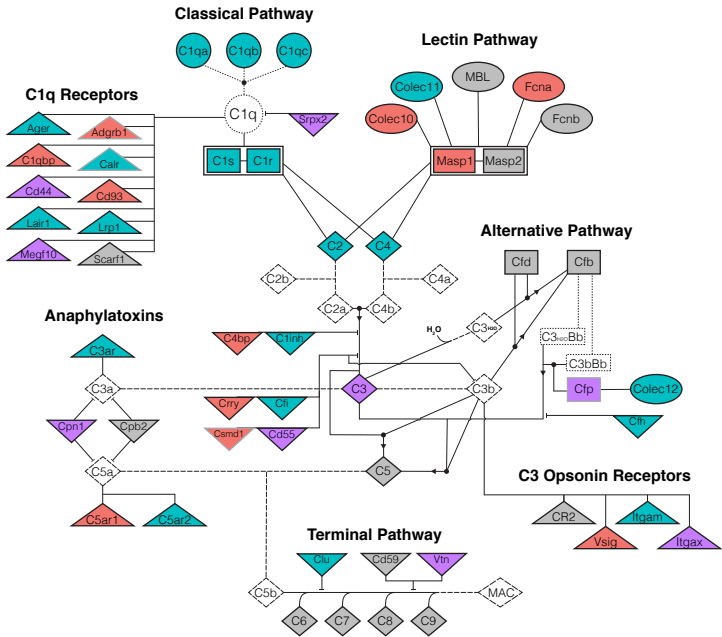 Classical Pathway
C1qa
C1qb
C1qc
C1q
Srpx2
C1s
C1r
C1q Receptors
Ager
Adgrb1
C1qbp
Calr
Cd44
Cd93
Lair1
Lrp1
Megf10
Scarf1
Lectin Pathway
Colec10
Colec11
MBL
Fcna
Fcnb
Masp1
Masp2
C2
C4
C2b
C4a
C2a
C4b
Alternative Pathway
Cfd
Cfb
H₂O
C3H2O
C3H2OBb
C3bBb
Cfp
Colec12
Cfh
Anaphylatoxins
C3ar
C3a
Cpn1
Cpb2
C5a
C5ar1
C5ar2
C4bp
C1inh
Crry
Cfi
Csmd1
Cd55
C3
C3b
C5
C3 Opsonin Receptors
CR2
Vsig
Itgam
Itgax
Terminal Pathway
Clu
Cd59
Vtn
C5b
MAC
C6
C7
C8
C9